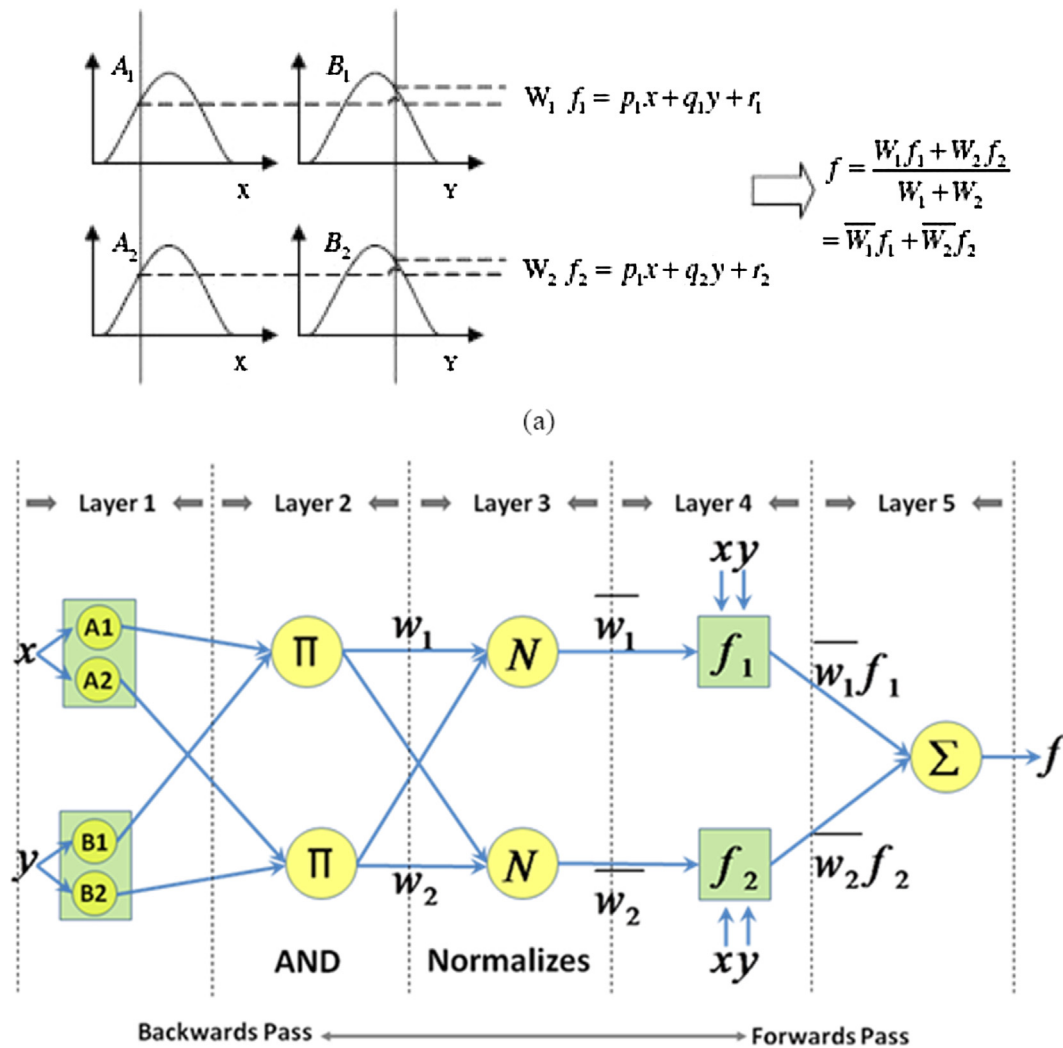 A₁ B₁
W₁ f₁ = p₁x + q₁y + r₁
X Y
f = (W₁f₁ + W₂f₂) / (W₁ + W₂)
= W̅₁f₁ + W̅₂f₂
A₂ B₂
W₂ f₂ = p₁x + q₂y + r₂
X Y
(a)
Layer 1 Layer 2 Layer 3 Layer 4 Layer 5
x y
x A1 A2
Π w₁ N w̅₁ f₁ w̅₁f₁
Σ f
y B1 B2
Π w₂ N w̅₂ f₂ w̅₂f₂
AND Normalizes x y
Backwards Pass Forwards Pass